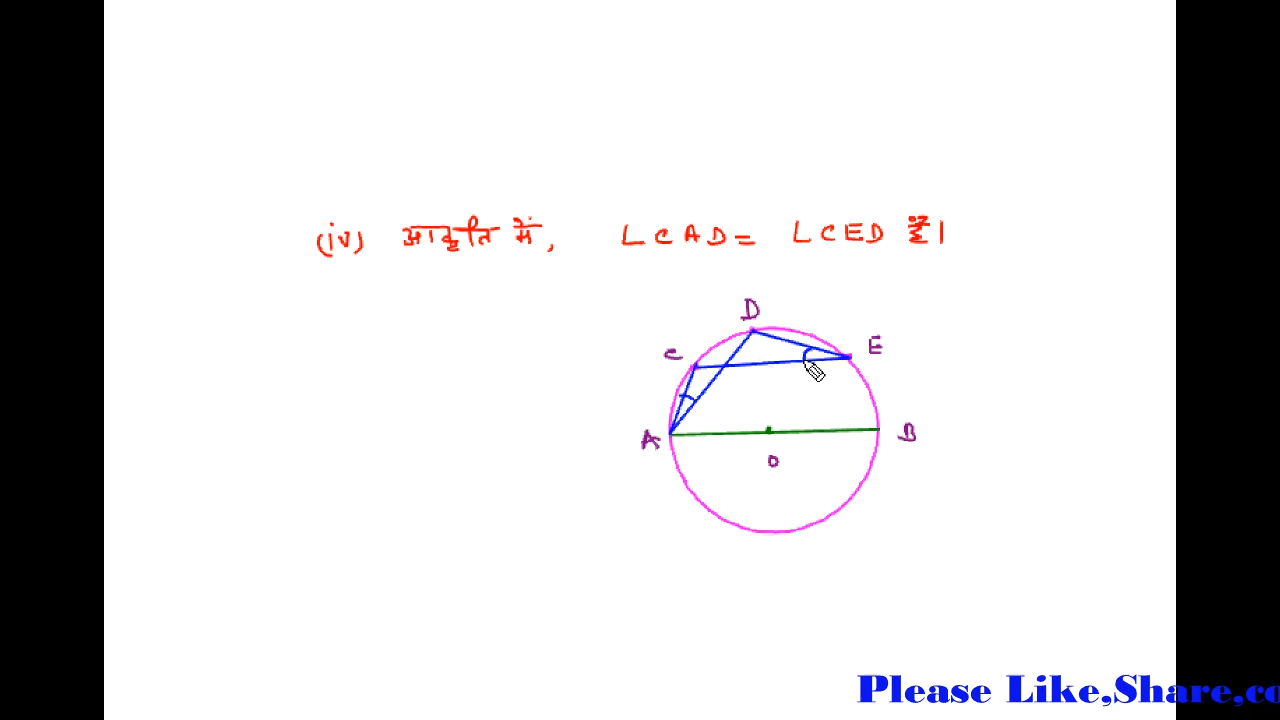 (iv) आकृति में, ∠CAD = ∠CED है।
D
C
E
A
B
O
Please Like,Share,co